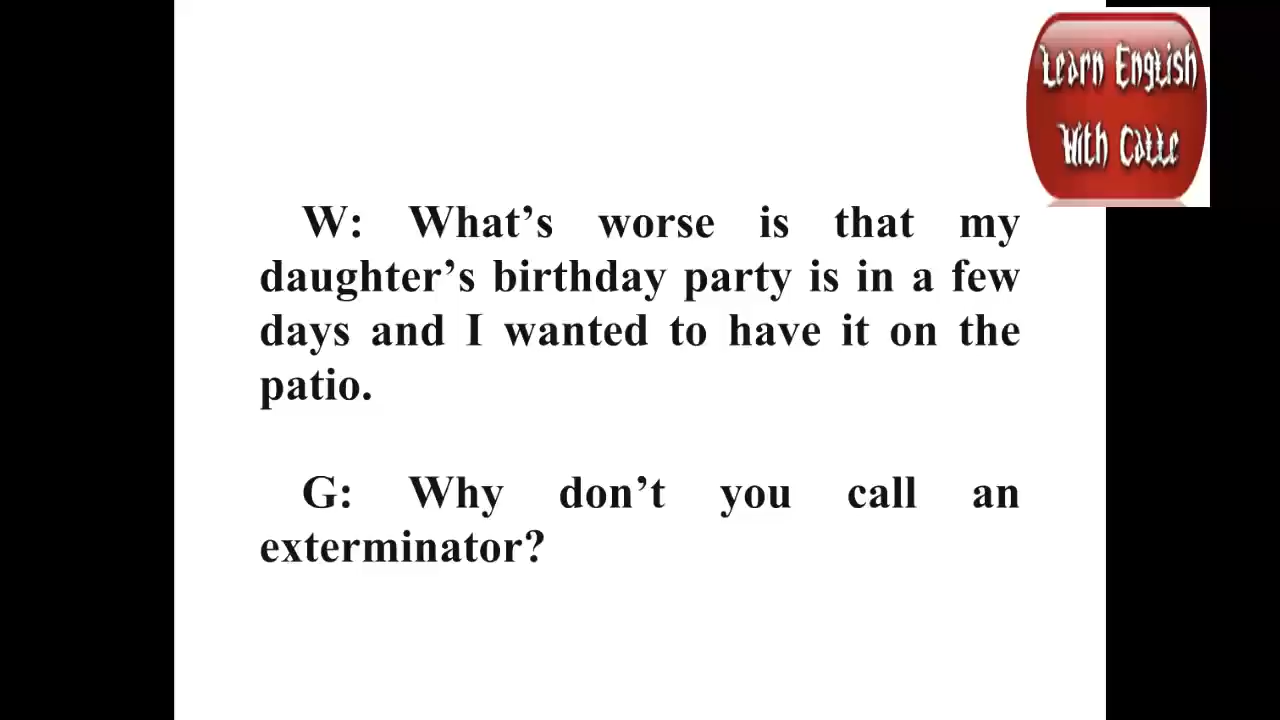 Learn English
With Catte
W: What's worse is that my
daughter's birthday party is in a few
days and I wanted to have it on the
patio.
G: Why don't you call an
exterminator?